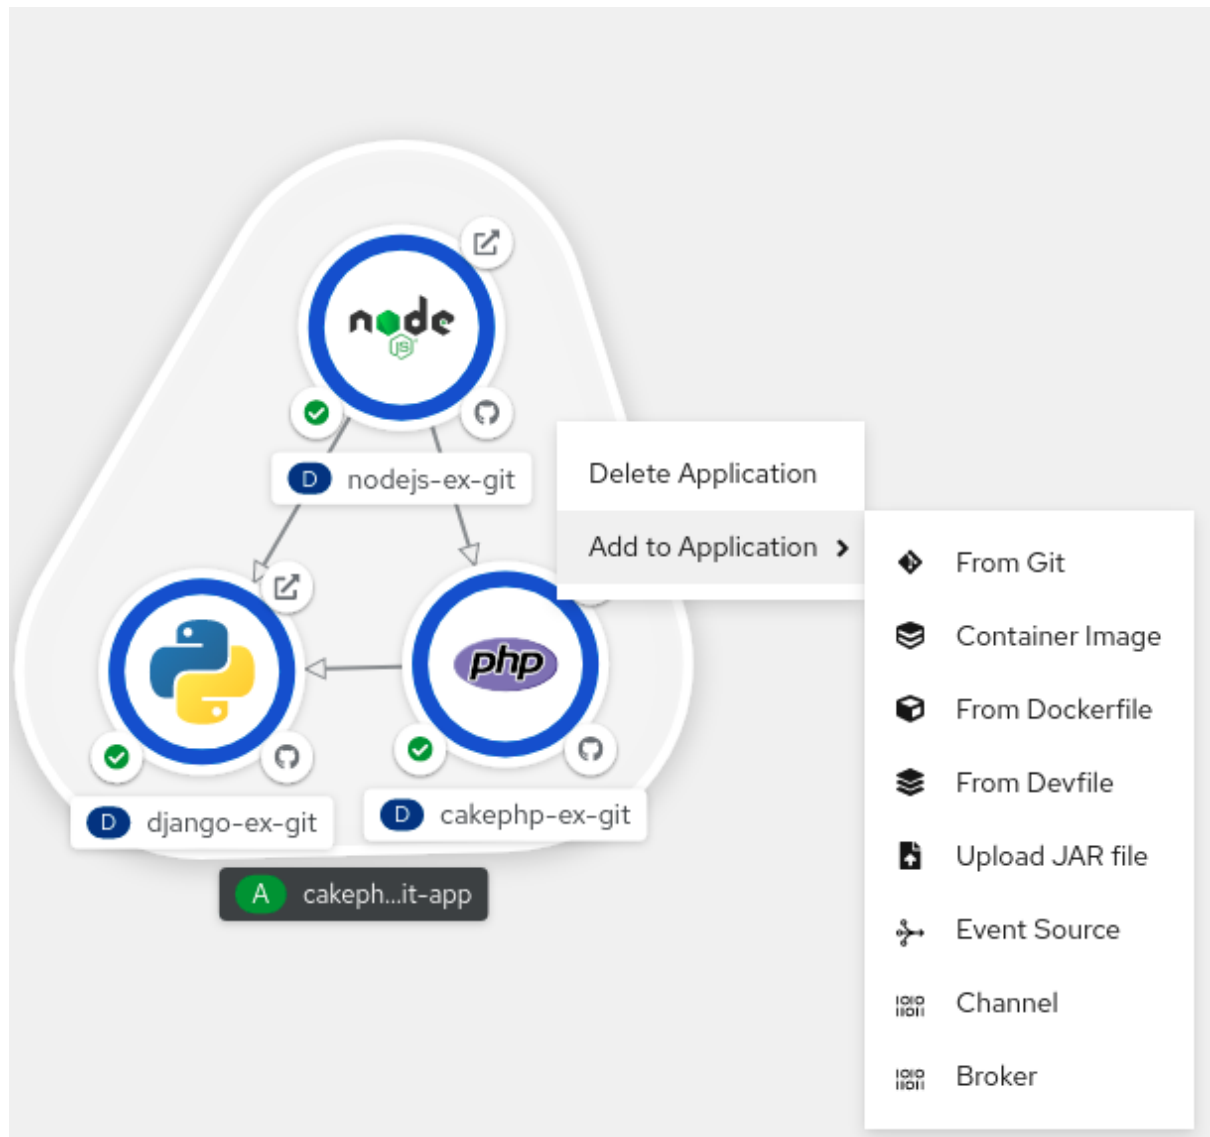 node
JS
D nodejs-ex-git
Delete Application
Add to Application
From Git
Container Image
From Dockerfile
From Devfile
Upload JAR file
Event Source
Channel
Broker
php
D django-ex-git
D cakephp-ex-git
A cakeph...it-app